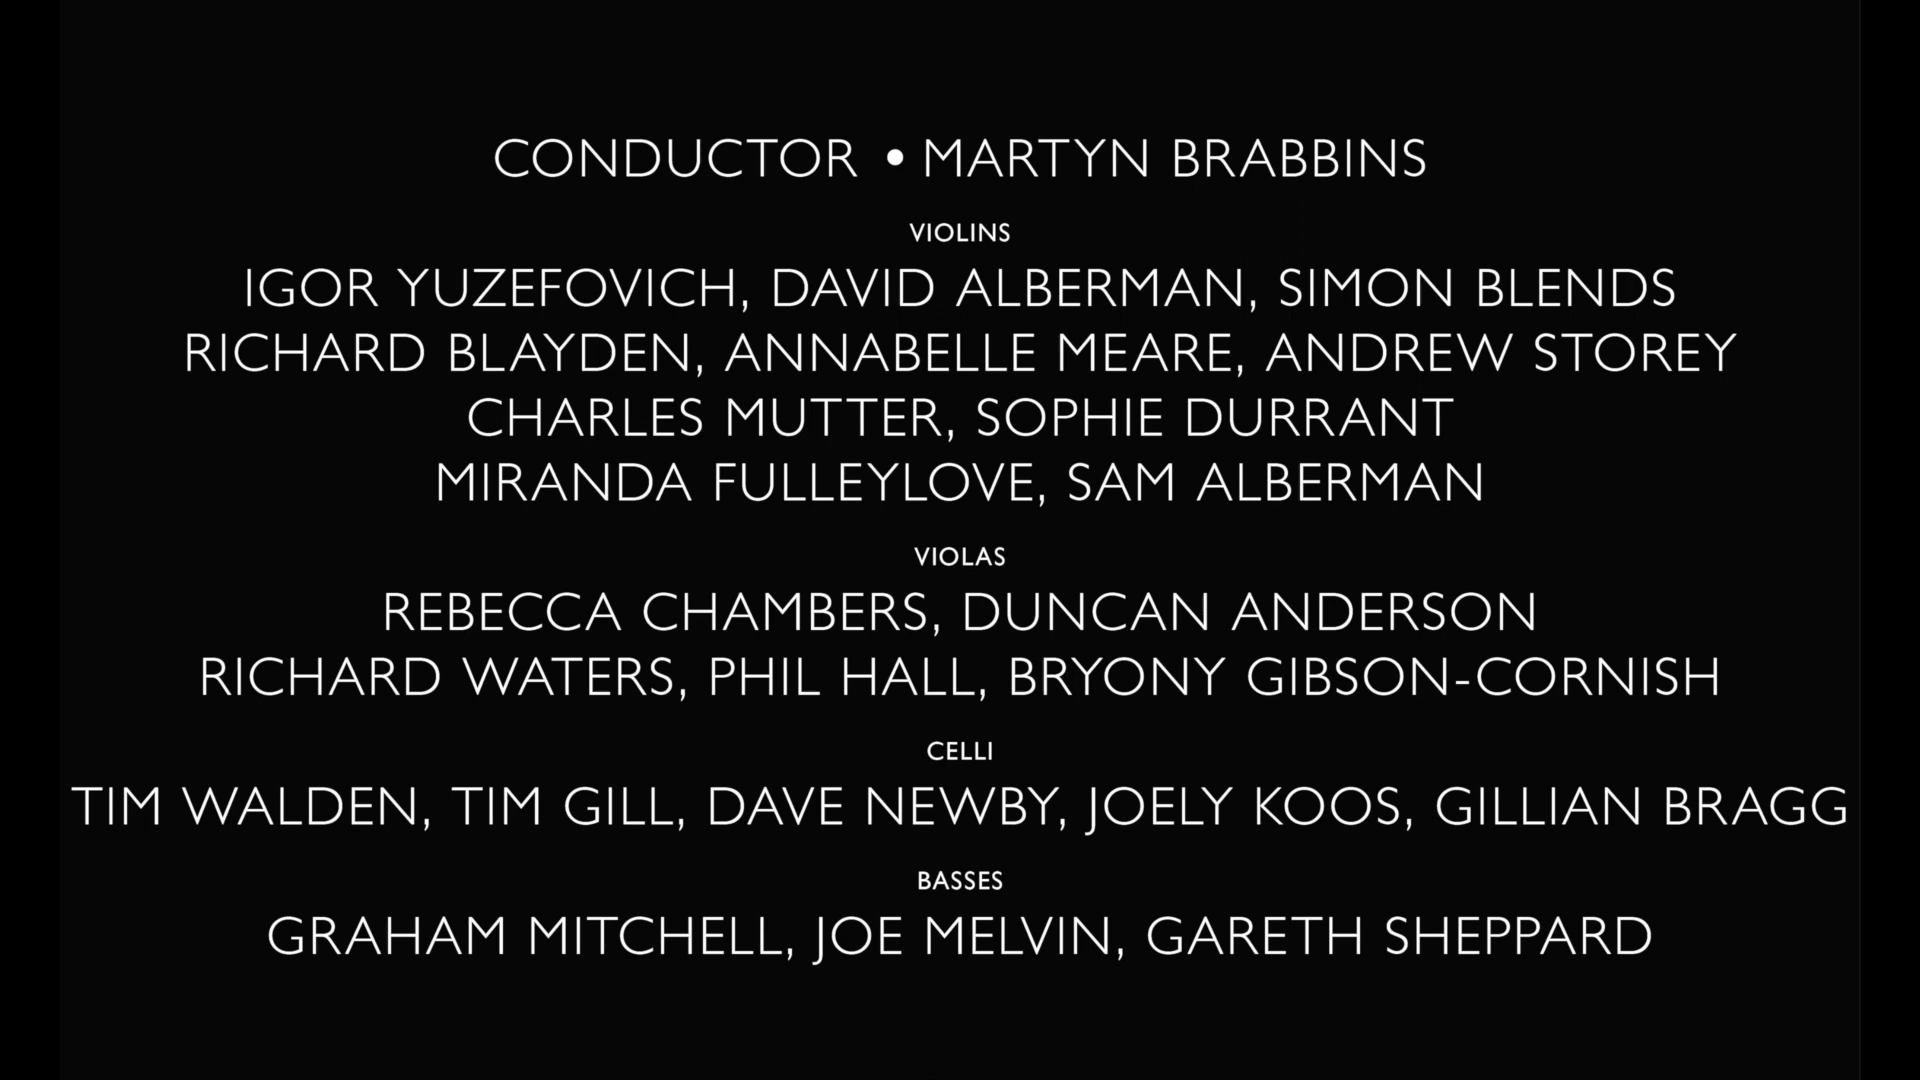 CONDUCTOR • MARTYN BRABBINS
VIOLINS
IGOR YUZEFOVICH, DAVID ALBERMAN, SIMON BLENDS
RICHARD BLAYDEN, ANNABELLE MEARE, ANDREW STOREY
CHARLES MUTTER, SOPHIE DURRANT
MIRANDA FULLEYLOVE, SAM ALBERMAN
VIOLAS
REBECCA CHAMBERS, DUNCAN ANDERSON
RICHARD WATERS, PHIL HALL, BRYONY GIBSON-CORNISH
CELLI
TIM WALDEN, TIM GILL, DAVE NEWBY, JOELY KOOS, GILLIAN BRAGG
BASSES
GRAHAM MITCHELL, JOE MELVIN, GARETH SHEPPARD